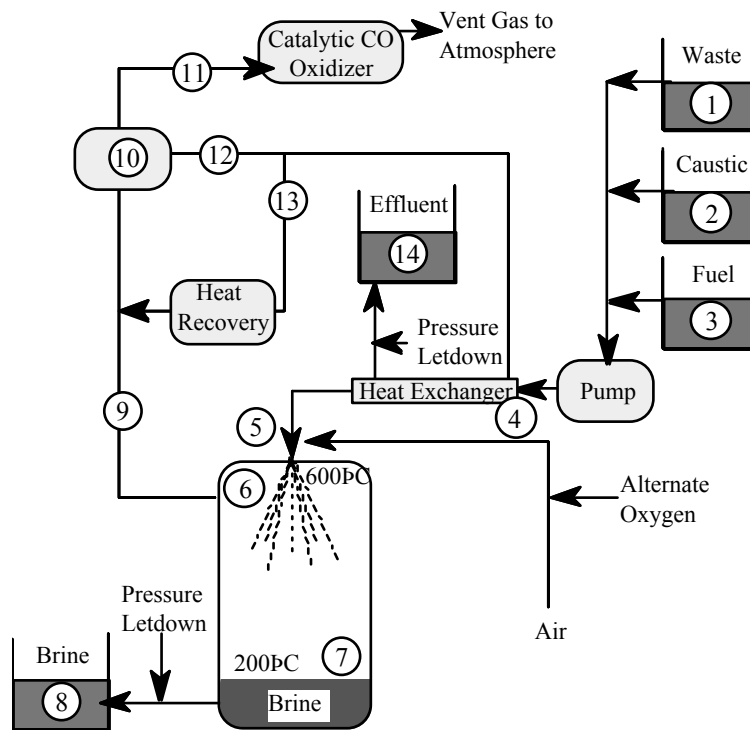 Catalytic CO
Oxidizer
Vent Gas to
Atmosphere
Waste
1
11
10
12
Caustic
2
13
Effluent
14
Fuel
3
Heat
Recovery
Pressure
Letdown
Heat Exchanger
Pump
4
9
5
6
600ÞC
Alternate
Oxygen
Air
Pressure
Letdown
Brine
8
200ÞC
7
Brine